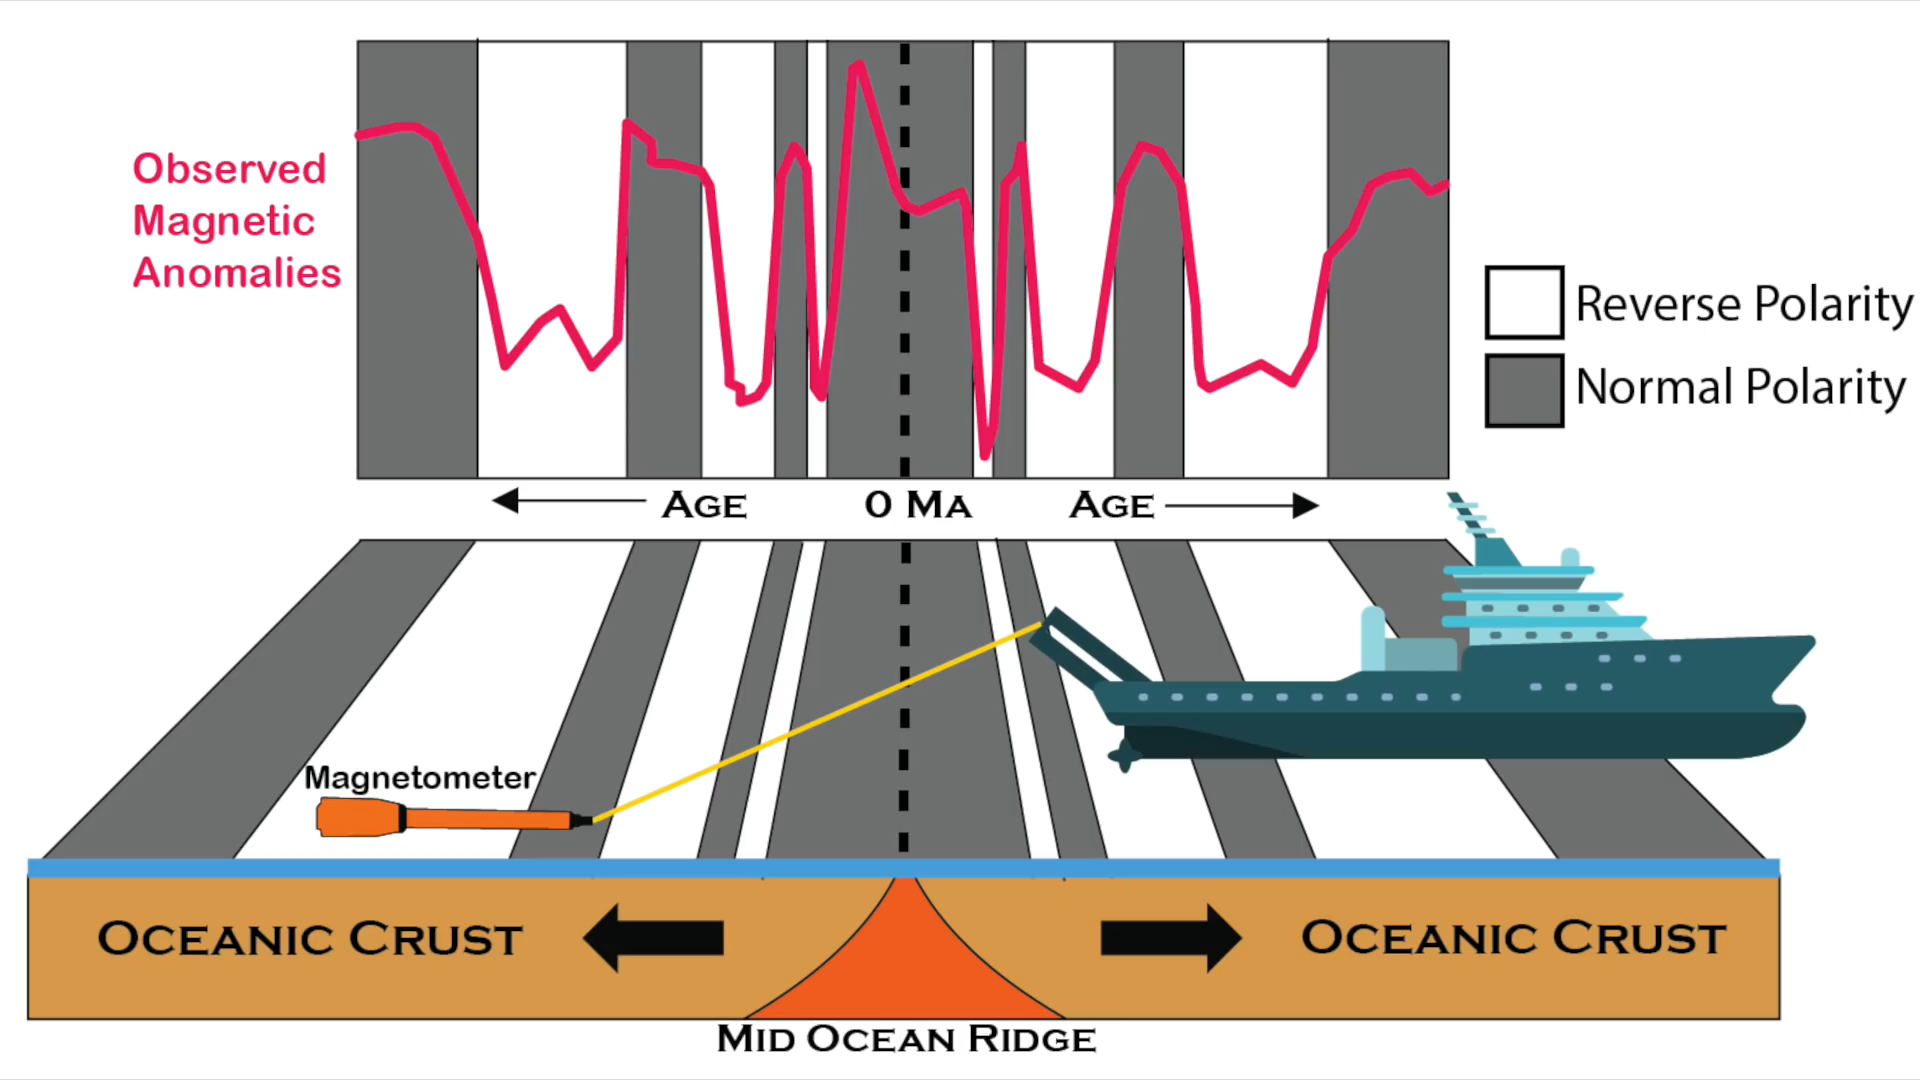 Observed
Magnetic
Anomalies
Reverse Polarity
Normal Polarity
AGE
0 MA
AGE
Magnetometer
OCEANIC CRUST
OCEANIC CRUST
MID OCEAN RIDGE